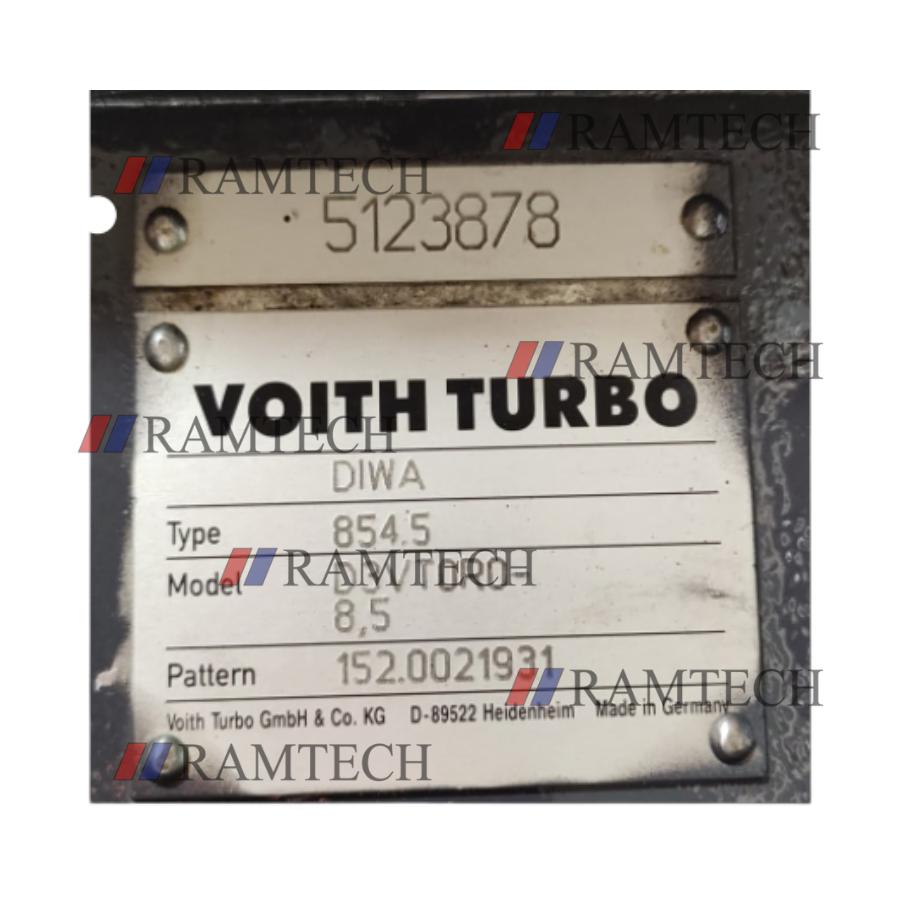 RAMTECH
RAMTECH
5123878
RAMTECH
VOITH TURBO
RAMTECH
DIWA
Type 854.5
RAMTECH
Model
8,5
Pattern 152.0021931
RAMTECH
Voith Turbo GmbH & Co. KG D-89522 Heidenheim Made in Germany
RAMTECH